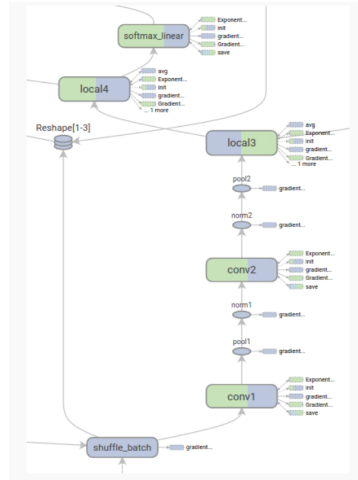 softmax_linear
Exponent...
init
gradient...
Gradient...
save
local4
avg
Exponent...
init
gradient...
Gradient...
... 1 more
Reshape[1-3]
local3
avg
Exponent...
init
gradient...
Gradient...
... 1 more
pool2
gradient...
norm2
gradient...
conv2
Exponent...
init
gradient...
Gradient...
save
norm1
gradient...
pool1
gradient...
conv1
Exponent...
init
gradient...
Gradient...
save
shuffle_batch
gradient...